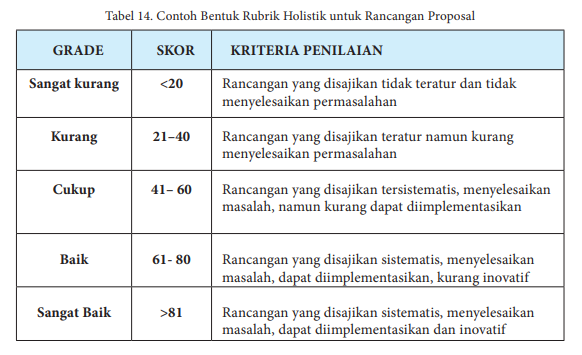 Tabel 14. Contoh Bentuk Rubrik Holistik untuk Rancangan Proposal
GRADE SKOR KRITERIA PENILAIAN
Sangat kurang <20 Rancangan yang disajikan tidak teratur dan tidak
menyelesaikan permasalahan
Kurang 21–40 Rancangan yang disajikan teratur namun kurang
menyelesaikan permasalahan
Cukup 41– 60 Rancangan yang disajikan tersistematis, menyelesaikan
masalah, namun kurang dapat diimplementasikan
Baik 61- 80 Rancangan yang disajikan sistematis, menyelesaikan
masalah, dapat diimplementasikan, kurang inovatif
Sangat Baik >81 Rancangan yang disajikan sistematis, menyelesaikan
masalah, dapat diimplementasikan dan inovatif